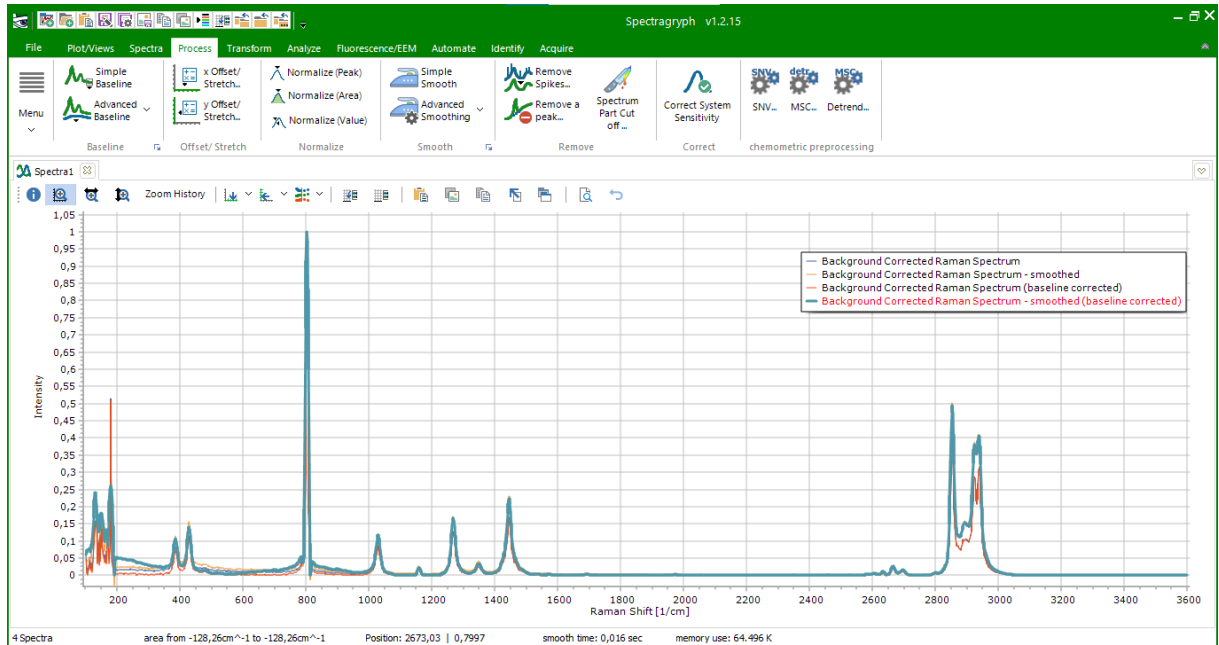 Spectragryph v1.2.15
File Plot/Views Spectra Process Transform Analyze Fluorescence/EEM Automate Identify Acquire
Menu
Simple Baseline
Advanced Baseline
Baseline
x Offset/ Stretch...
y Offset/ Stretch...
Offset/ Stretch
Normalize (Peak)
Normalize (Area)
Normalize (Value)
Normalize
Simple Smooth
Advanced Smoothing
Smooth
Remove Spikes...
Remove a peak...
Spectrum Part Cut off ...
Remove
Correct System Sensitivity
Correct
SNV detr. MSC
SNV... MSC... Detrend...
chemometric preprocessing
Spectra1
Zoom History
1,05
1
0,95
0,9
0,85
0,8
0,75
0,7
0,65
0,6
0,55
0,5
0,45
0,4
0,35
0,3
0,25
0,2
0,15
0,1
0,05
0
Intensity
Background Corrected Raman Spectrum
Background Corrected Raman Spectrum - smoothed
Background Corrected Raman Spectrum (baseline corrected)
Background Corrected Raman Spectrum - smoothed (baseline corrected)
200 400 600 800 1000 1200 1400 1600 1800 2000 2200 2400 2600 2800 3000 3200 3400 3600
Raman Shift [1/cm]
4 Spectra area from -128,26cm^-1 to -128,26cm^-1 Position: 2673,03 | 0,7997 smooth time: 0,016 sec memory use: 64.496 K